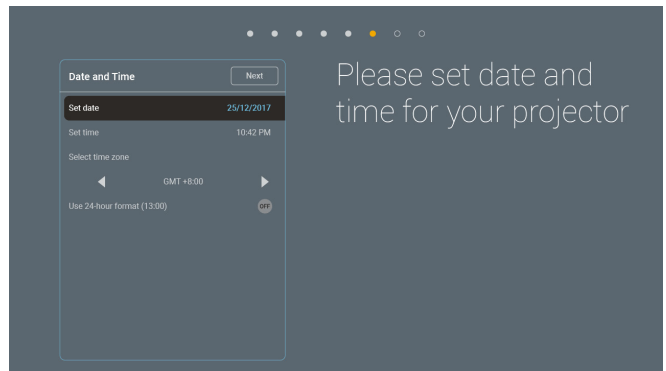 Date and Time Next
Set date 25/12/2017
Set time 10:42 PM
Select time zone
GMT +8:00
Use 24-hour format (13:00) OFF
Please set date and
time for your projector